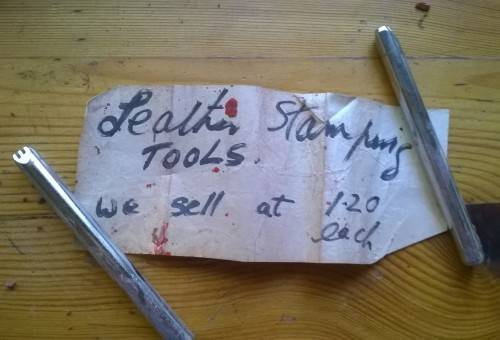 Leather Stamping
TOOLS.
we sell at 1.20
each